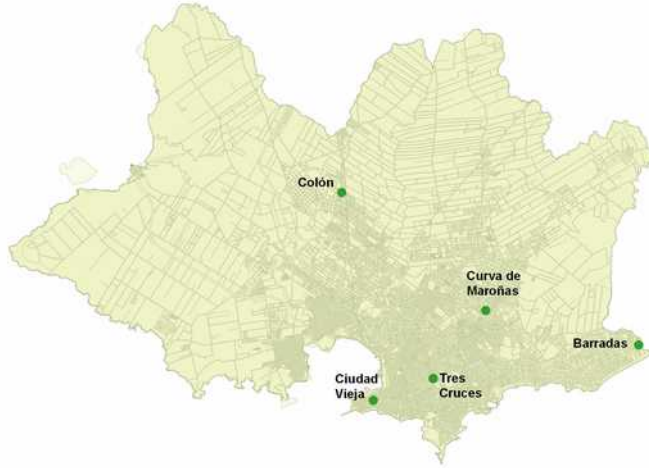 Colón
Curva de
Maroñas
Barradas
Ciudad
Vieja
Tres
Cruces